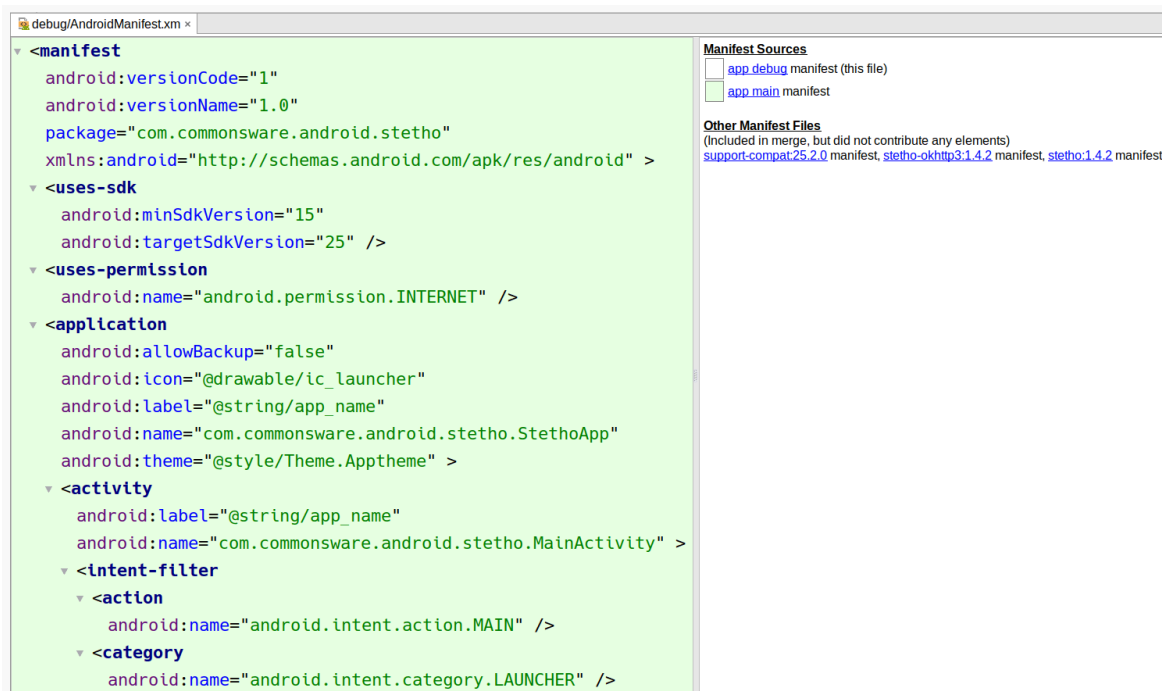 debug/AndroidManifest.xm ×
<manifest
android:versionCode="1"
android:versionName="1.0"
package="com.commonsware.android.stetho"
xmlns:android="http://schemas.android.com/apk/res/android" >
<uses-sdk
android:minSdkVersion="15"
android:targetSdkVersion="25" />
<uses-permission
android:name="android.permission.INTERNET" />
<application
android:allowBackup="false"
android:icon="@drawable/ic_launcher"
android:label="@string/app_name"
android:name="com.commonsware.android.stetho.StethoApp"
android:theme="@style/Theme.Apptheme" >
<activity
android:label="@string/app_name"
android:name="com.commonsware.android.stetho.MainActivity" >
<intent-filter
<action
android:name="android.intent.action.MAIN" />
<category
android:name="android.intent.category.LAUNCHER" />
Manifest Sources
app debug manifest (this file)
app main manifest
Other Manifest Files
(Included in merge, but did not contribute any elements)
support-compat:25.2.0 manifest, stetho-okhttp3:1.4.2 manifest, stetho:1.4.2 manifest